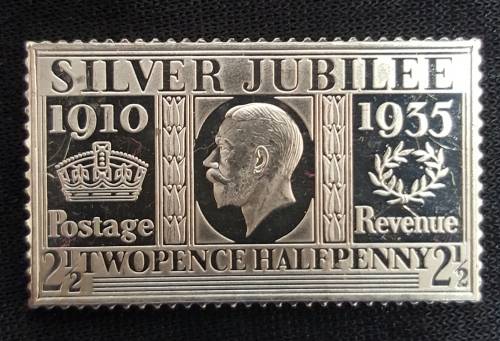 SILVER JUBILEE
1910 1935
Postage Revenue
2½ TWOPENCE HALFPENNY 2½